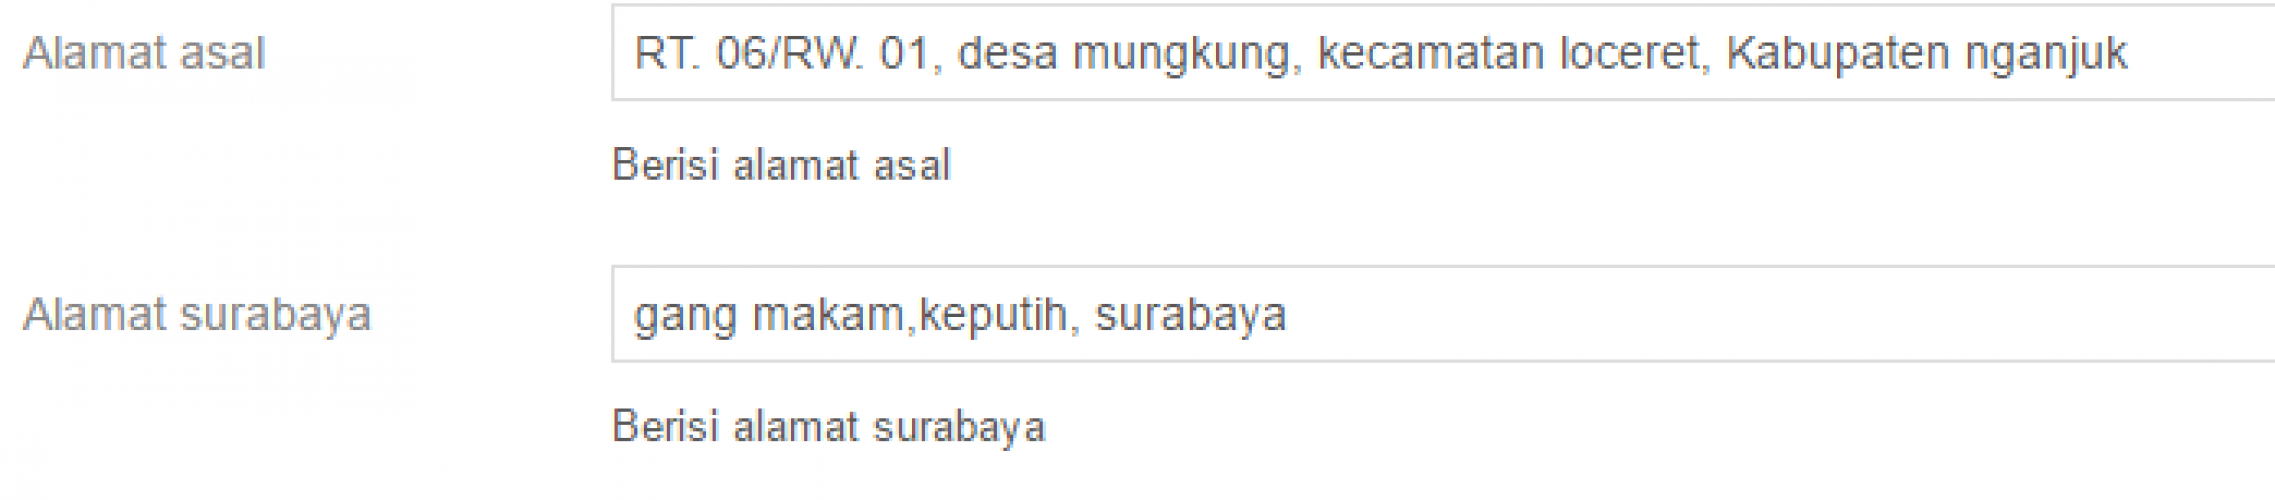 Alamat asal RT. 06/RW. 01, desa mungkung, kecamatan loceret, Kabupaten nganjuk
Berisi alamat asal
Alamat surabaya gang makam,keputih, surabaya
Berisi alamat surabaya